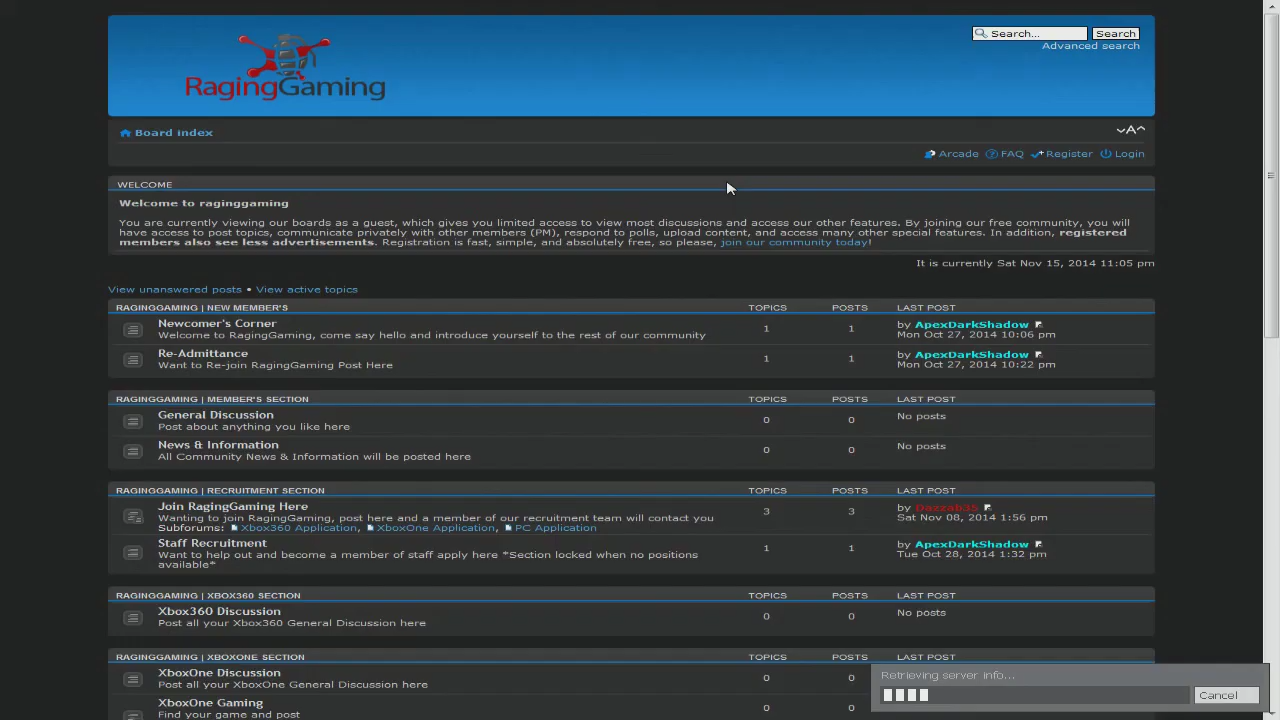 Search...
Search
Advanced search
RagingGaming
Board index
Arcade
FAQ
Register
Login
WELCOME
Welcome to raginggaming
You are currently viewing our boards as a guest, which gives you limited access to view most discussions and access our other features. By joining our free community, you will
have access to post topics, communicate privately with other members (PM), respond to polls, upload content, and access many other special features. In addition, registered
members also see less advertisements. Registration is fast, simple, and absolutely free, so please, join our community today!
It is currently Sat Nov 15, 2014 11:05 pm
View unanswered posts • View active topics
RAGINGGAMING | NEW MEMBER'S TOPICS POSTS LAST POST
Newcomer's Corner
Welcome to RagingGaming, come say hello and introduce yourself to the rest of our community
1 1
by ApexDarkShadow
Mon Oct 27, 2014 10:06 pm
Re-Admittance
Want to Re-join RagingGaming Post Here
1 1
by ApexDarkShadow
Mon Oct 27, 2014 10:22 pm
RAGINGGAMING | MEMBER'S SECTION TOPICS POSTS LAST POST
General Discussion
Post about anything you like here
0 0 No posts
News & Information
All Community News & Information will be posted here
0 0 No posts
RAGINGGAMING | RECRUITMENT SECTION TOPICS POSTS LAST POST
Join RagingGaming Here
Wanting to join RagingGaming, post here and a member of our recruitment team will contact you
Subforums: Xbox360 Application, XboxOne Application, PC Application
3 3
by Dazzab35
Sat Nov 08, 2014 1:56 pm
Staff Recruitment
Want to help out and become a member of staff apply here *Section locked when no positions
available*
1 1
by ApexDarkShadow
Tue Oct 28, 2014 1:32 pm
RAGINGGAMING | XBOX360 SECTION TOPICS POSTS LAST POST
Xbox360 Discussion
Post all your Xbox360 General Discussion here
0 0 No posts
RAGINGGAMING | XBOXONE SECTION TOPICS POSTS LAST POST
XboxOne Discussion
Post all your XboxOne General Discussion here
0 0
XboxOne Gaming
Find your game and post
0 0
Retrieving server info...
Cancel